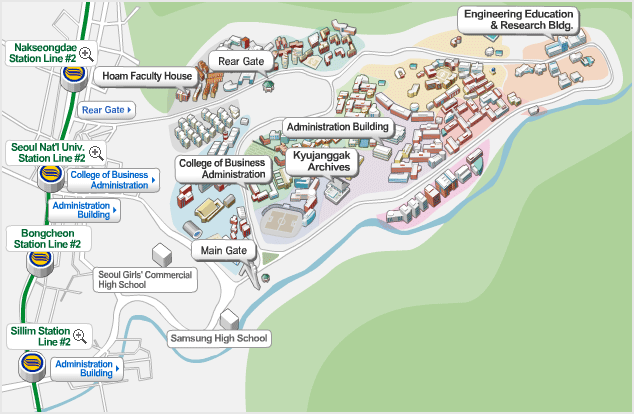 Engineering Education
& Research Bldg.
Nakseongdae
Station Line #2
Rear Gate
Hoam Faculty House
Rear Gate
Administration Building
Seoul Nat'l Univ.
Station Line #2
Kyujanggak
Archives
College of Business
Administration
College of Business
Administration
Administration
Building
Bongcheon
Station Line #2
Main Gate
Seoul Girls' Commercial
High School
Sillim Station
Line #2
Samsung High School
Administration
Building